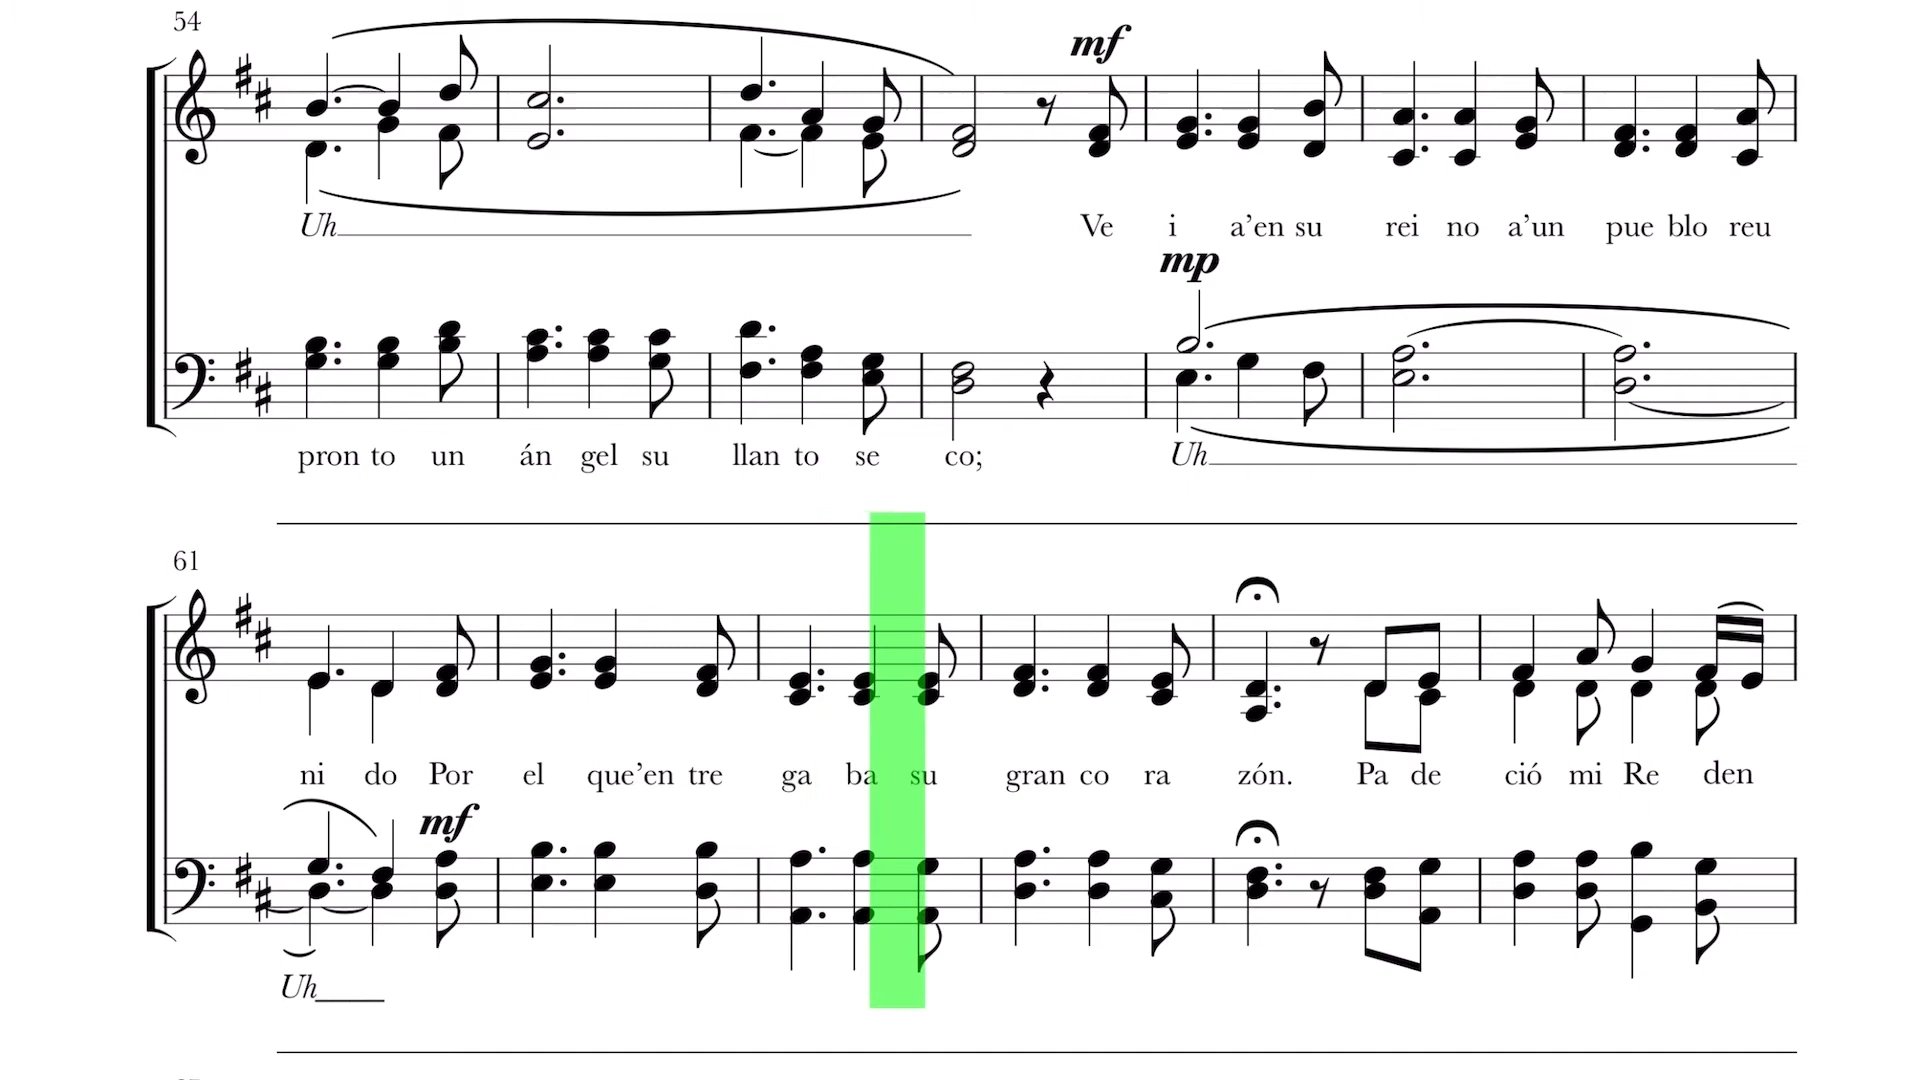 54
mf
Uh Ve i a’en su rei no a’un pue blo reu
mp
pron to un án gel su llan to se co; Uh
61
ni do Por el que’en tre ga ba su gran co ra zón. Pa de ció mi Re den
mf
Uh